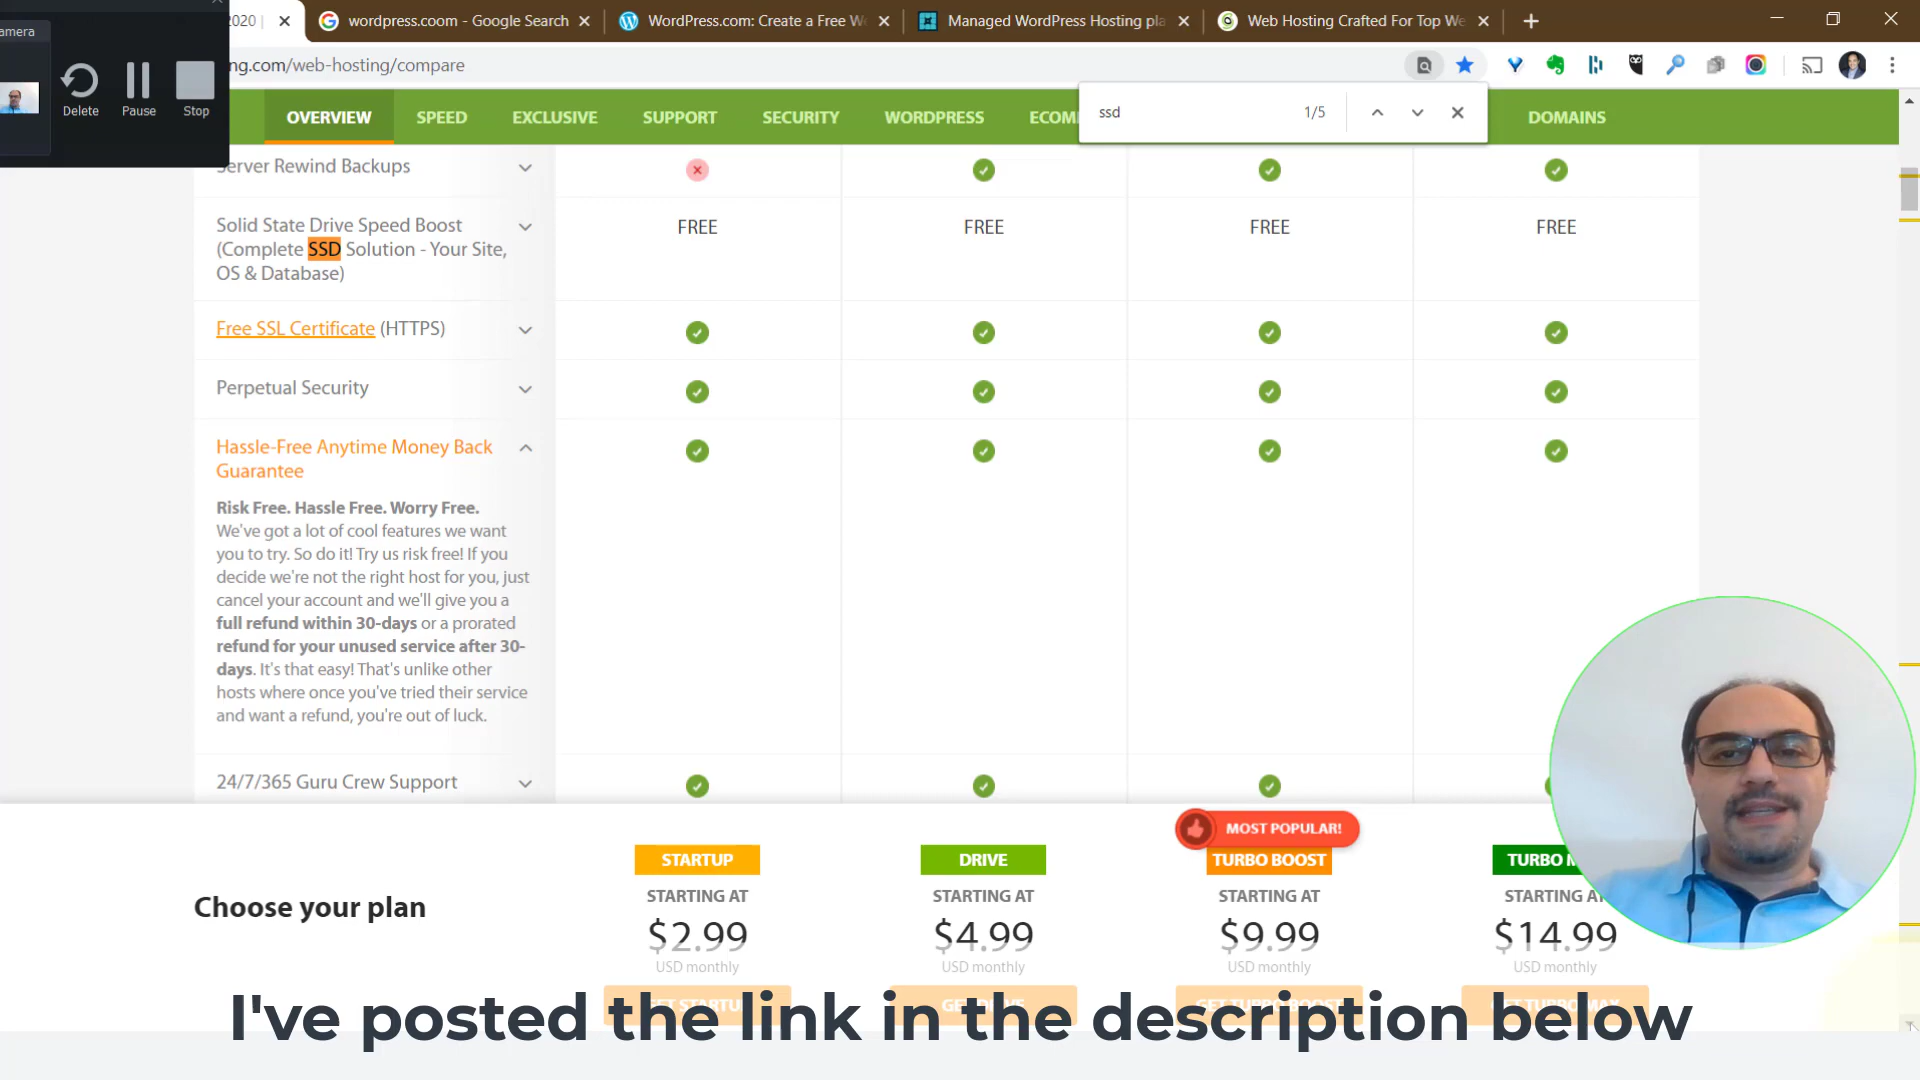 amera
Delete
Pause
Stop
2020 |
wordpress.coom - Google Search
WordPress.com: Create a Free W
Managed WordPress Hosting pla
Web Hosting Crafted For Top We
ng.com/web-hosting/compare
OVERVIEW
SPEED
EXCLUSIVE
SUPPORT
SECURITY
WORDPRESS
ECOM
DOMAINS
ssd
1/5
Server Rewind Backups
Solid State Drive Speed Boost
(Complete SSD Solution - Your Site,
OS & Database)
FREE
FREE
FREE
FREE
Free SSL Certificate (HTTPS)
Perpetual Security
Hassle-Free Anytime Money Back
Guarantee
Risk Free. Hassle Free. Worry Free.
We've got a lot of cool features we want
you to try. So do it! Try us risk free! If you
decide we're not the right host for you, just
cancel your account and we'll give you a
full refund within 30-days or a prorated
refund for your unused service after 30-
days. It's that easy! That's unlike other
hosts where once you've tried their service
and want a refund, you're out of luck.
24/7/365 Guru Crew Support
MOST POPULAR!
STARTUP
DRIVE
TURBO BOOST
TURBO M
Choose your plan
STARTING AT
STARTING AT
STARTING AT
STARTING AT
$2.99
$4.99
$9.99
$14.99
USD monthly
USD monthly
USD monthly
USD monthly
I've posted the link in the description below